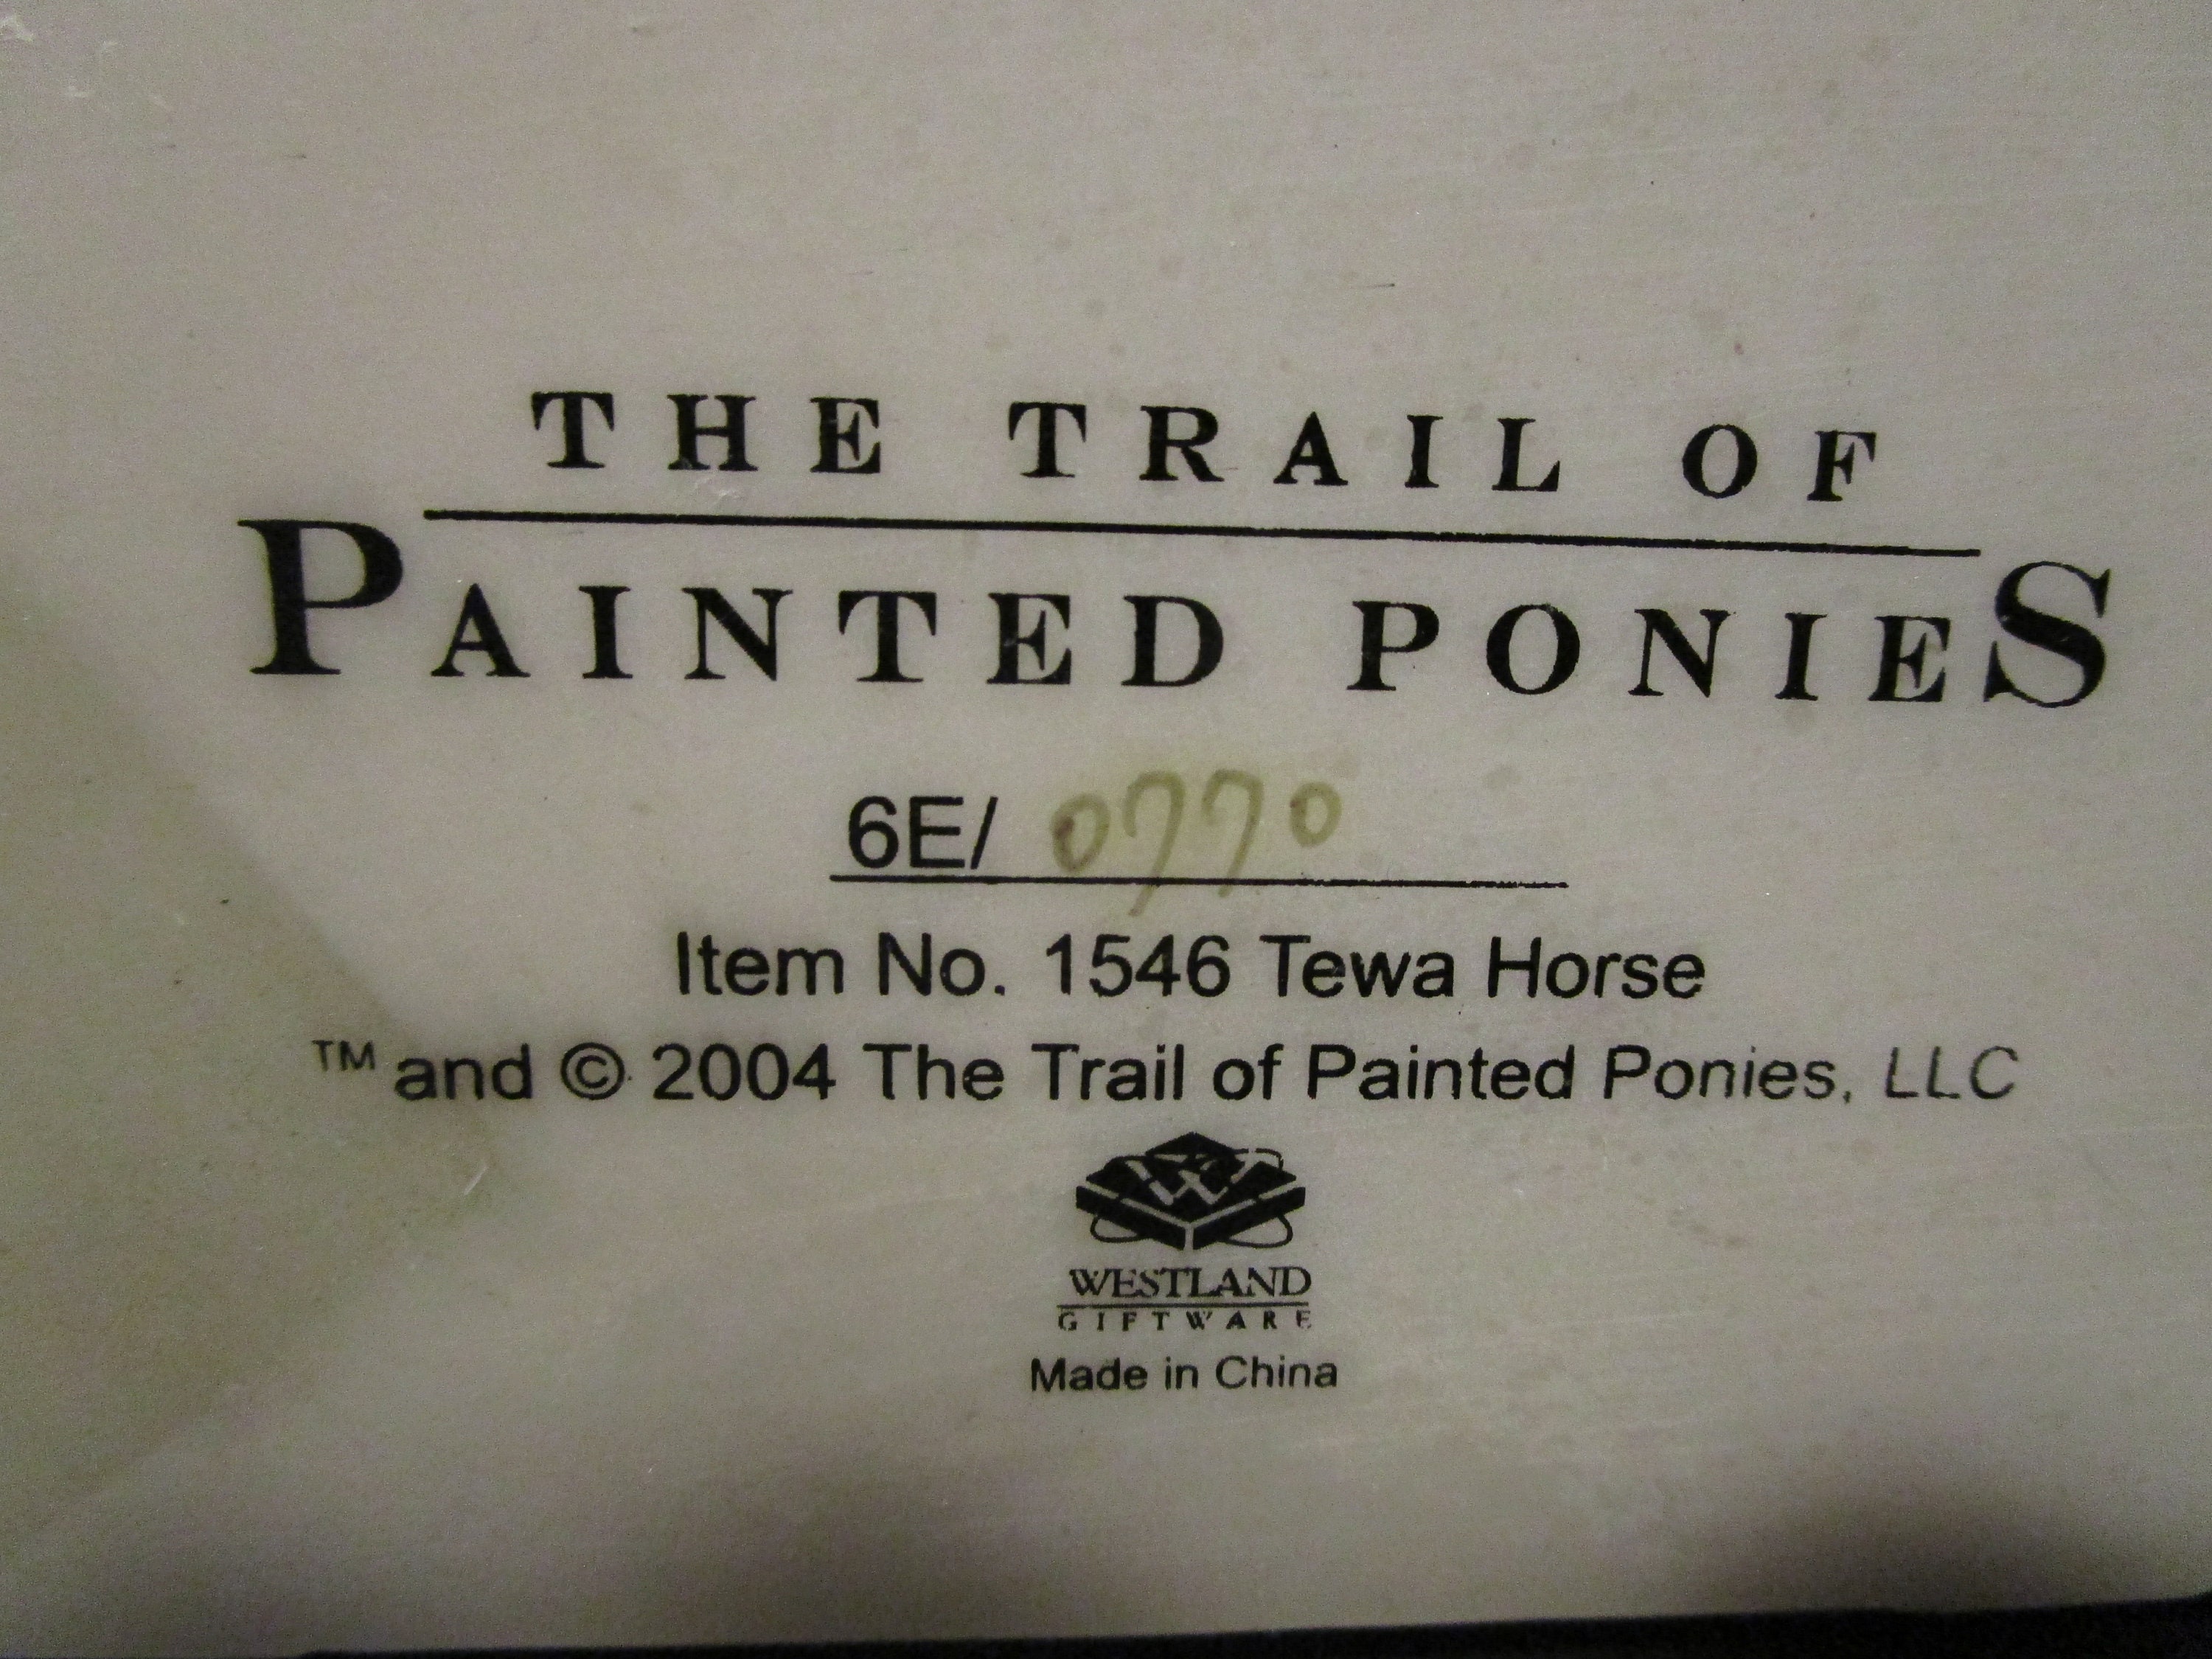 THE TRAIL OF
PAINTED PONIES
6E/ 0770
Item No. 1546 Tewa Horse
™ and © 2004 The Trail of Painted Ponies, LLC
W
WESTLAND
GIFTWARE
Made in China